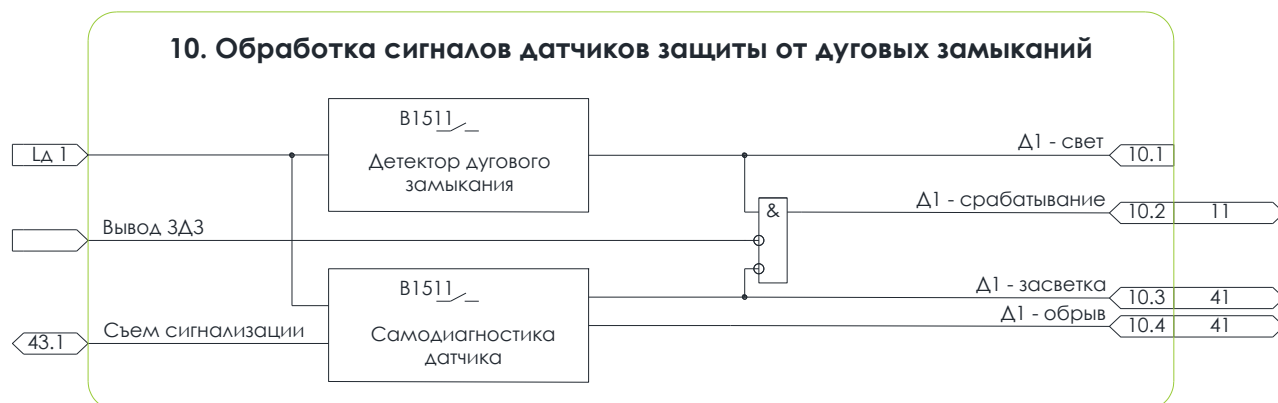 10. Обработка сигналов датчиков защиты от дуговых замыканий
B1511
Lд 1
Детектор дугового
замыкания
Д1 - свет
10.1
&
Д1 - срабатывание
10.2 11
Вывод ЗДЗ
B1511
Д1 - засветка
10.3 41
Д1 - обрыв
10.4 41
43.1
Съем сигнализации
Самодиагностика
датчика